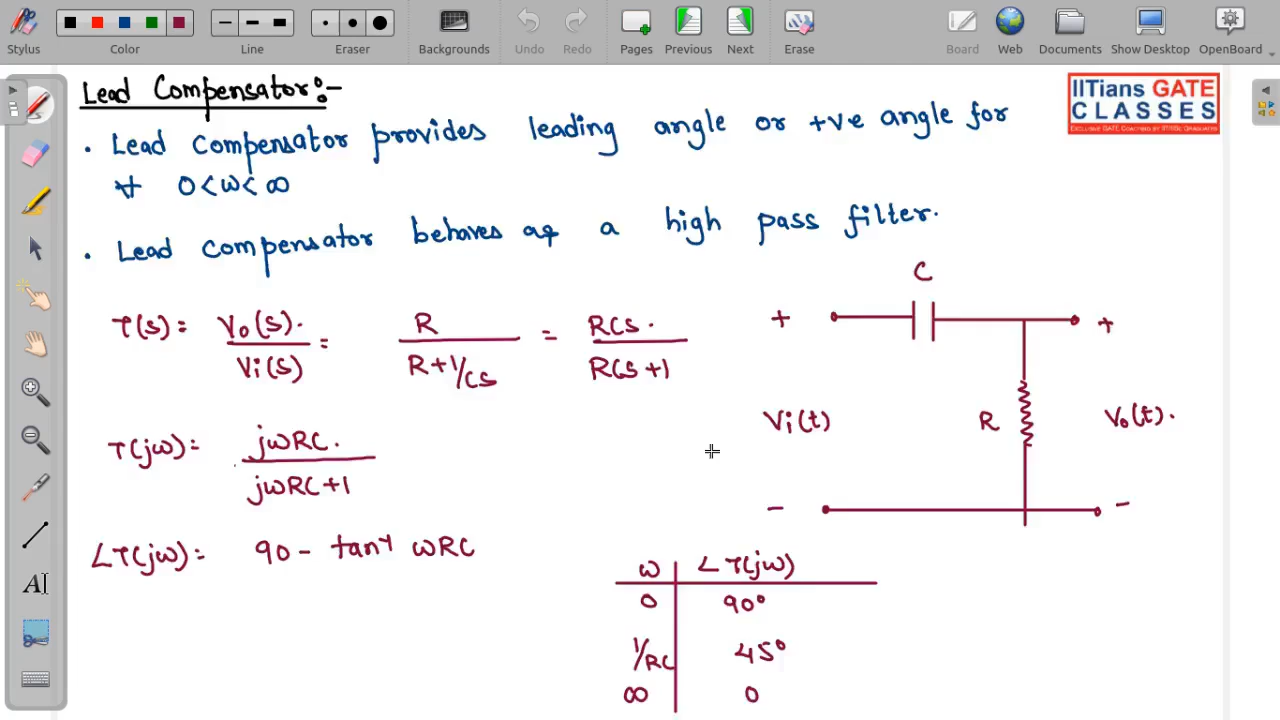 Stylus
Color
Line
Eraser
Backgrounds
Undo
Redo
Pages
Previous
Next
Erase
Board
Web
Documents
Show Desktop
OpenBoard
Lead Compensator:-
IITians GATE
CLASSES
• Lead compensator provides leading angle or +ve angle for
∀ 0<ω<∞
• Lead compensator behaves as a high pass filter.
T(s) = Vo(s)/Vi(s) = R/(R+1/CS) = RCS/(RCS+1)
C
+ +
T(jω) = jωRC/(jωRC+1)
Vi(t) R Vo(t).
- -
∠T(jω) = 90 - tan⁻¹ ωRC
ω ∠T(jω)
0 90°
1/RC 45°
∞ 0
AI